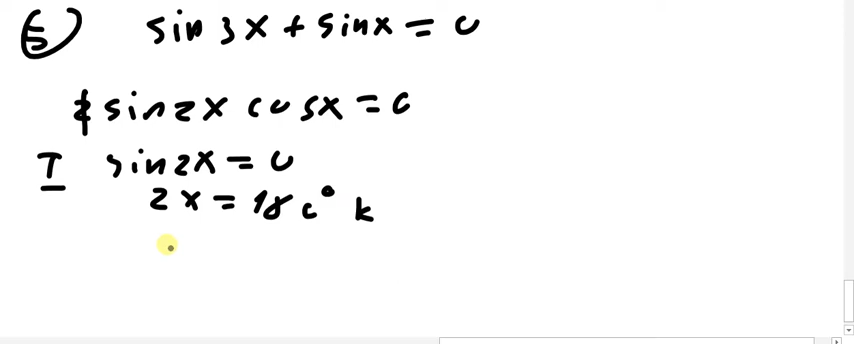 5) sin 3x + sin x = 0
2 sin 2x cos x = 0
I sin 2x = 0
2x = 180° k